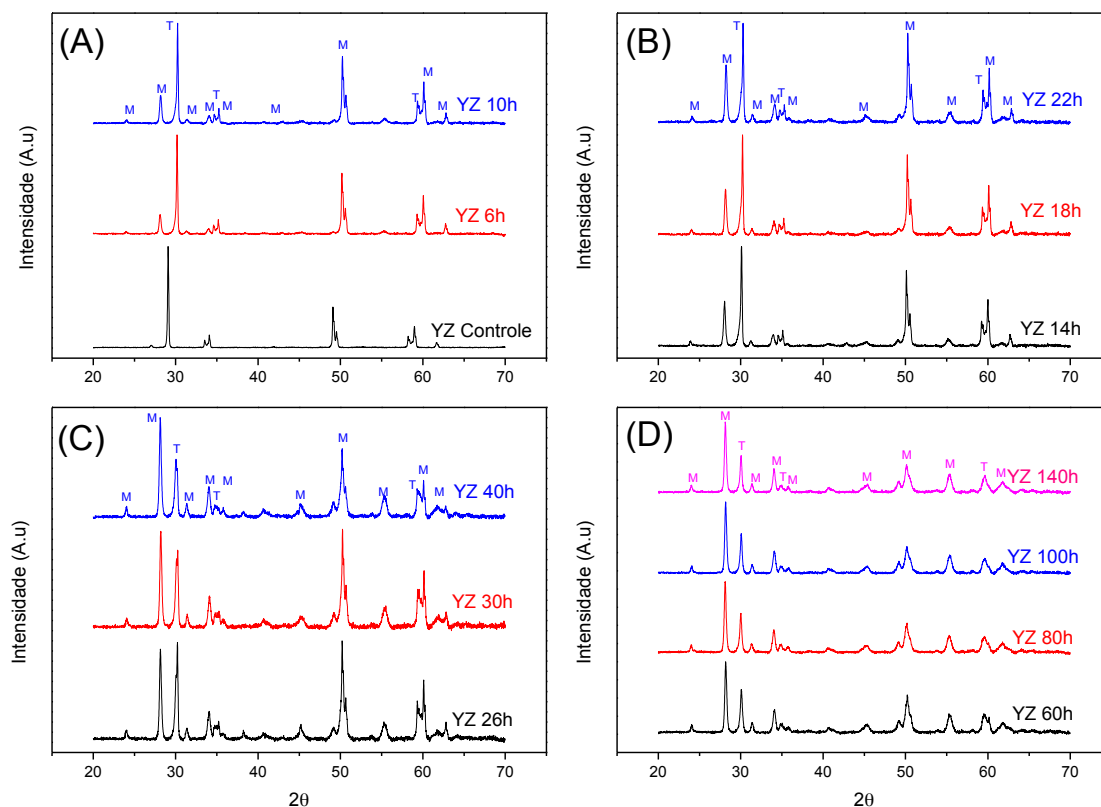 (A)
T
M
M
M
M
M
T
M
M
M
T
M
M
YZ 10h
YZ 6h
YZ Controle
Intensidade (A.u)
20 30 40 50 60 70
(B)
T
M
M
M
M
T
M
M
M
M
T
M
M
YZ 22h
YZ 18h
YZ 14h
Intensidade (A.u)
20 30 40 50 60 70
(C)
M
T
M
M
M
T
M
M
M
M
T
M
M
YZ 40h
YZ 30h
YZ 26h
Intensidade (A.u)
20 30 40 50 60 70
2θ
(D)
M
T
M
M
M
T
M
M
M
M
T
M
YZ 140h
YZ 100h
YZ 80h
YZ 60h
Intensidade (A.u)
20 30 40 50 60 70
2θ